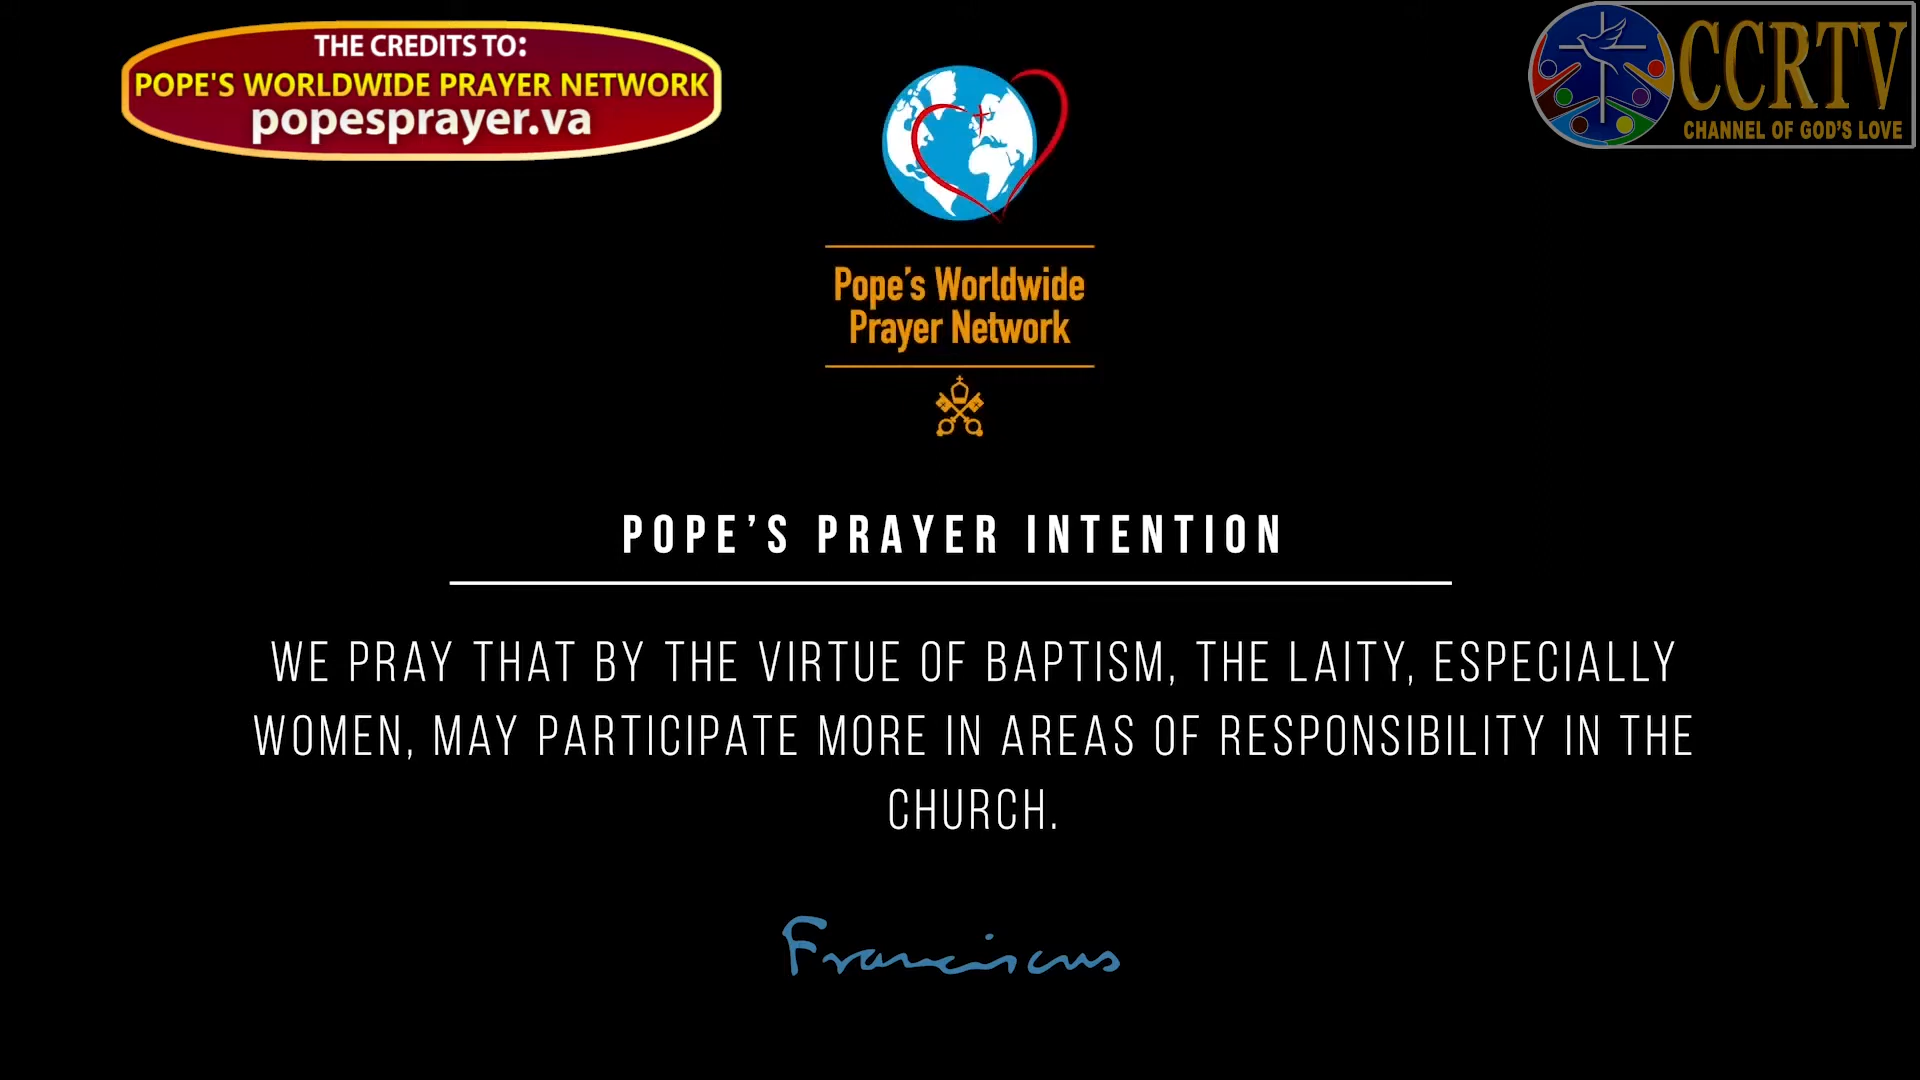 THE CREDITS TO:
POPE'S WORLDWIDE PRAYER NETWORK
popesprayer.va
CCRTV
CHANNEL OF GOD'S LOVE
Pope's Worldwide
Prayer Network
POPE'S PRAYER INTENTION
WE PRAY THAT BY THE VIRTUE OF BAPTISM, THE LAITY, ESPECIALLY
WOMEN, MAY PARTICIPATE MORE IN AREAS OF RESPONSIBILITY IN THE
CHURCH.
Franciscus